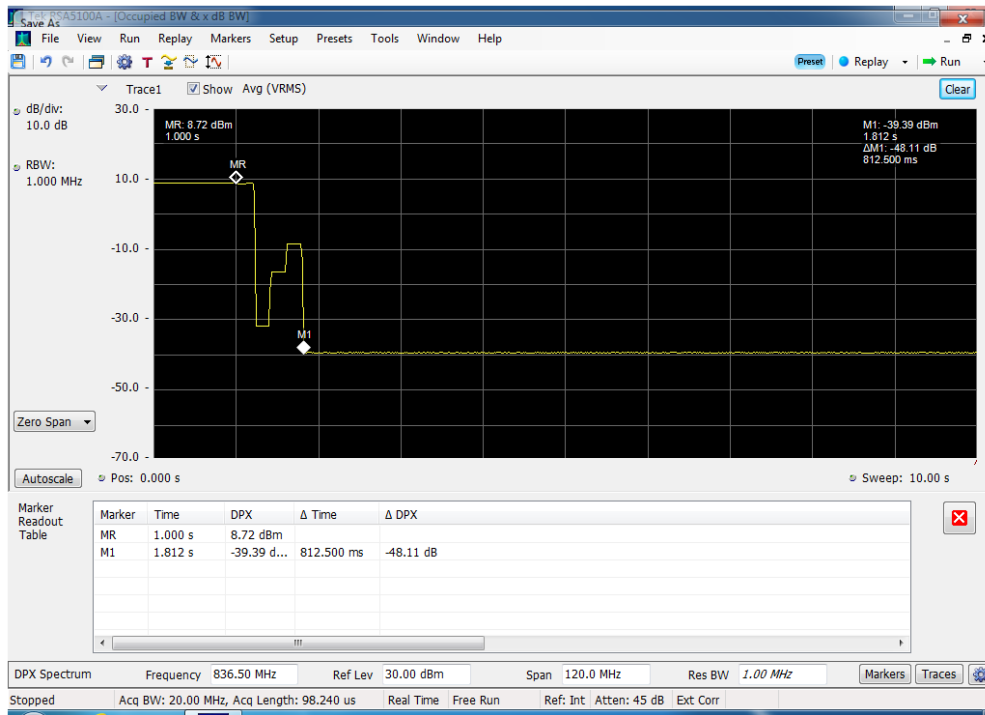 Tek RSA5100A - [Occupied BW & x dB BW]
Save As
File View Run Replay Markers Setup Presets Tools Window Help
T Preset Replay Run
Trace1 Show Avg (VRMS) Clear
dB/div:
10.0 dB
RBW:
1.000 MHz
30.0 -
10.0 -
-10.0 -
-30.0 -
-50.0 -
-70.0 -
MR: 8.72 dBm
1.000 s
MR
M1: -39.39 dBm
1.812 s
ΔM1: -48.11 dB
812.500 ms
M1
Zero Span
Autoscale Pos: 0.000 s Sweep: 10.00 s
Marker
Readout
Table
Marker Time DPX Δ Time Δ DPX
MR 1.000 s 8.72 dBm
M1 1.812 s -39.39 d... 812.500 ms -48.11 dB
DPX Spectrum Frequency 836.50 MHz Ref Lev 30.00 dBm Span 120.0 MHz Res BW 1.00 MHz Markers Traces
Stopped Acq BW: 20.00 MHz, Acq Length: 98.240 us Real Time Free Run Ref: Int Atten: 45 dB Ext Corr